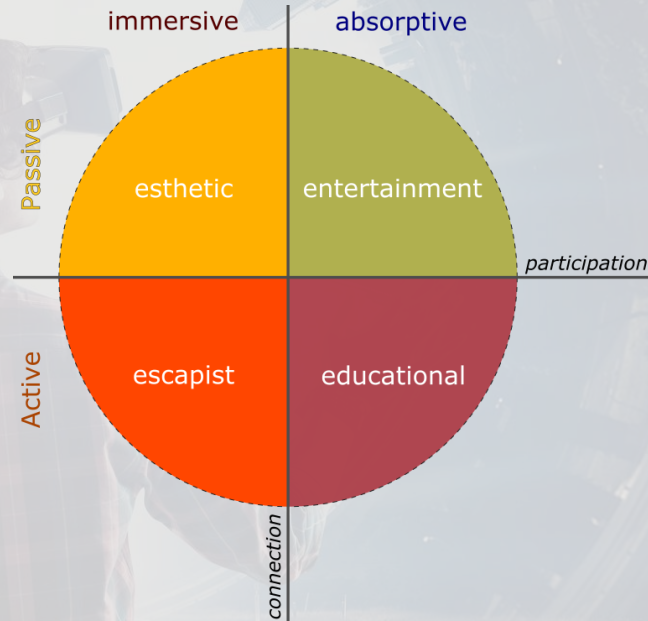 immersive
absorptive
Passive
esthetic
entertainment
participation
Active
escapist
educational
connection